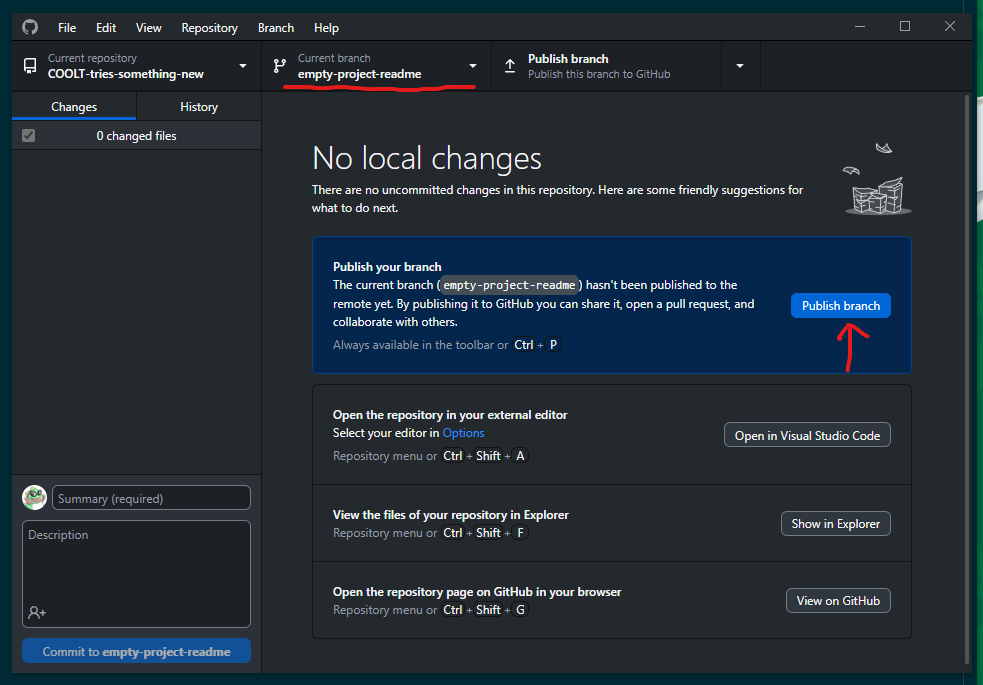 File Edit View Repository Branch Help
Current repository
COOLT-tries-something-new
Current branch
empty-project-readme
Publish branch
Publish this branch to GitHub
Changes History
0 changed files
No local changes
There are no uncommitted changes in this repository. Here are some friendly suggestions for
what to do next.
Publish your branch
The current branch (empty-project-readme) hasn't been published to the
remote yet. By publishing it to GitHub you can share it, open a pull request, and
collaborate with others.
Always available in the toolbar or Ctrl + P
Publish branch
Open the repository in your external editor
Select your editor in Options
Repository menu or Ctrl + Shift + A
Open in Visual Studio Code
View the files of your repository in Explorer
Repository menu or Ctrl + Shift + F
Show in Explorer
Open the repository page on GitHub in your browser
Repository menu or Ctrl + Shift + G
View on GitHub
Summary (required)
Description
Commit to empty-project-readme